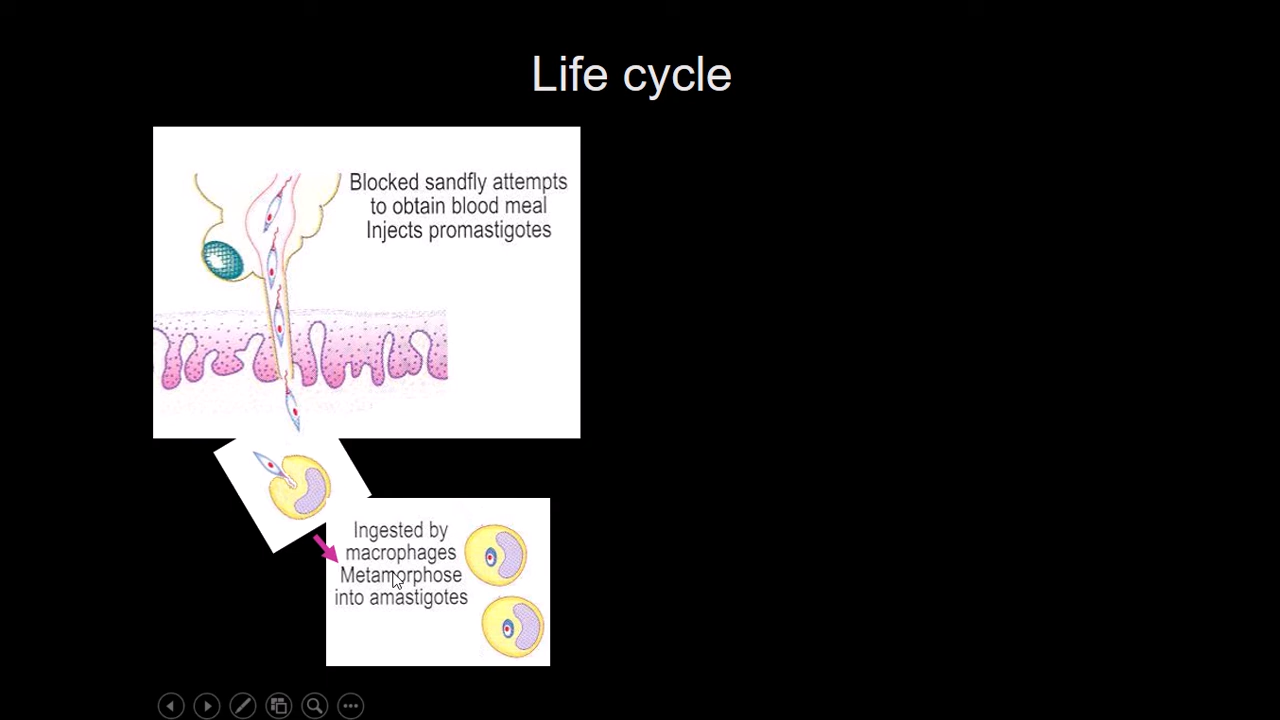 Life cycle
Blocked sandfly attempts
to obtain blood meal
Injects promastigotes
Ingested by
macrophages
Metamorphose
into amastigotes